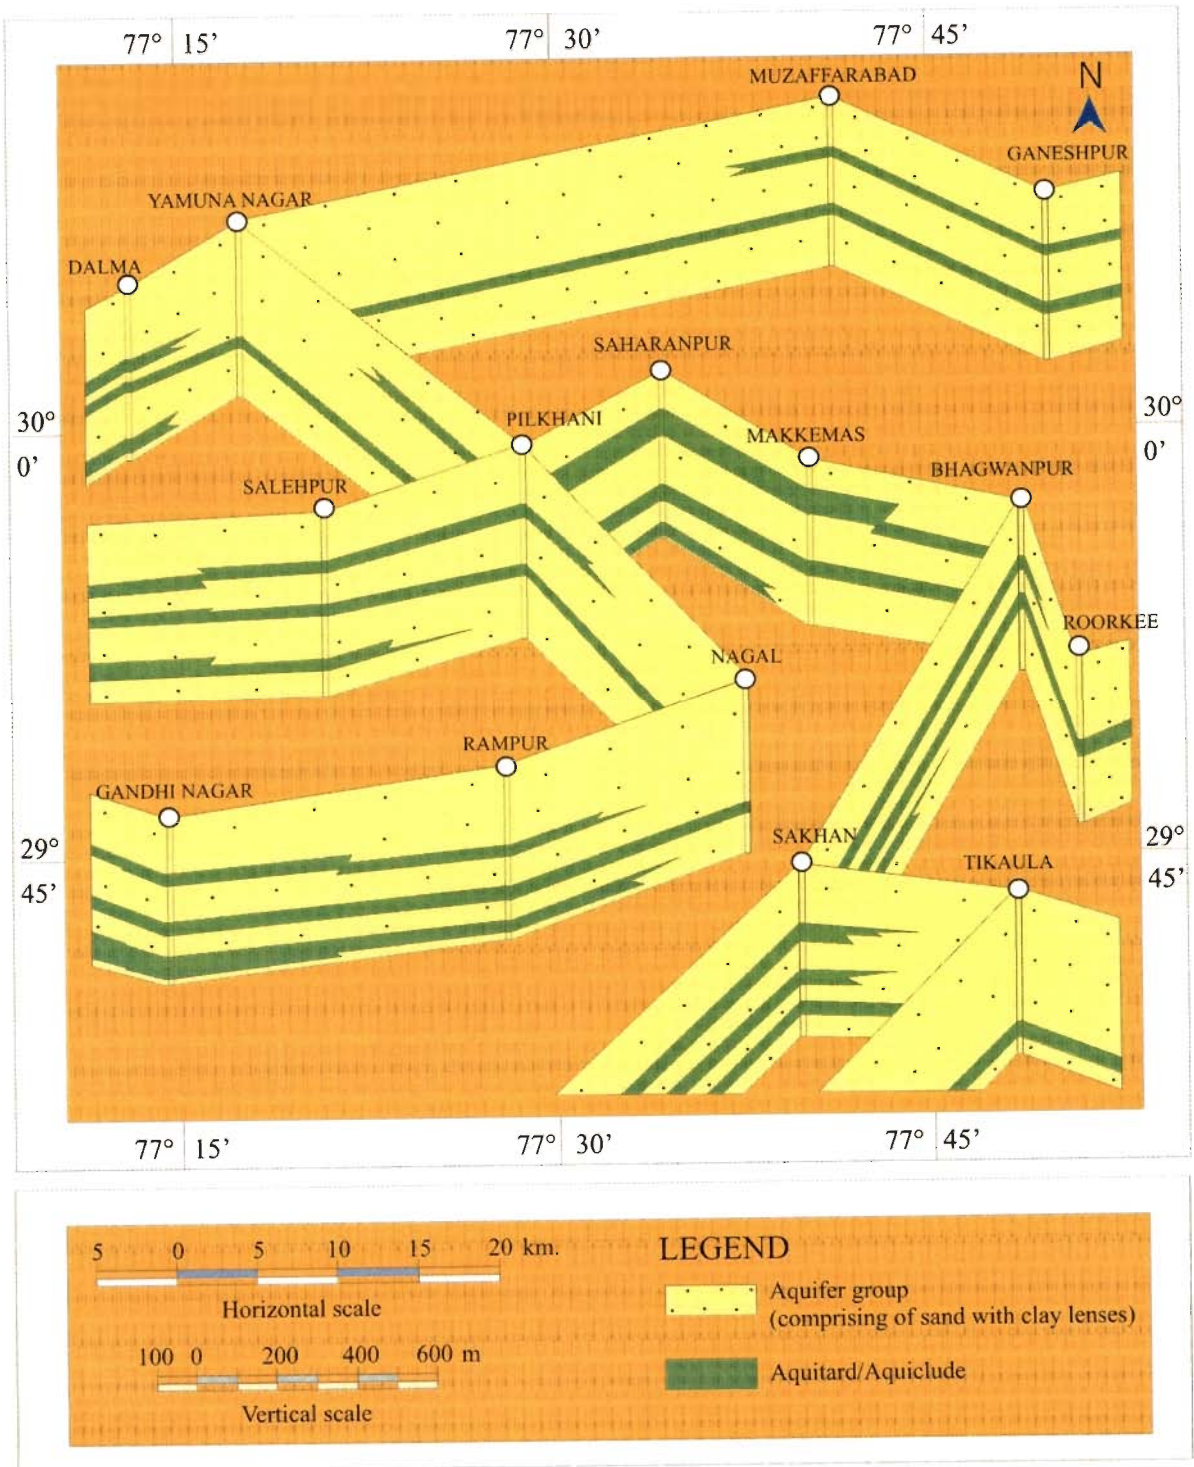 77° 15’
77° 30’
77° 45’
MUZAFFARABAD
N
GANESHPUR
YAMUNA NAGAR
DALMA
SAHARANPUR
30°
0’
PILKHANI
MAKKEMAS
30°
0’
SALEHPUR
BHAGWANPUR
ROORKEE
NAGAL
RAMPUR
GANDHI NAGAR
29°
45’
SAKHAN
TIKAULA
29°
45’
77° 15’
77° 30’
77° 45’
5 0 5 10 15 20 km.
Horizontal scale
100 0 200 400 600 m
Vertical scale
LEGEND
Aquifer group
(comprising of sand with clay lenses)
Aquitard/Aquiclude